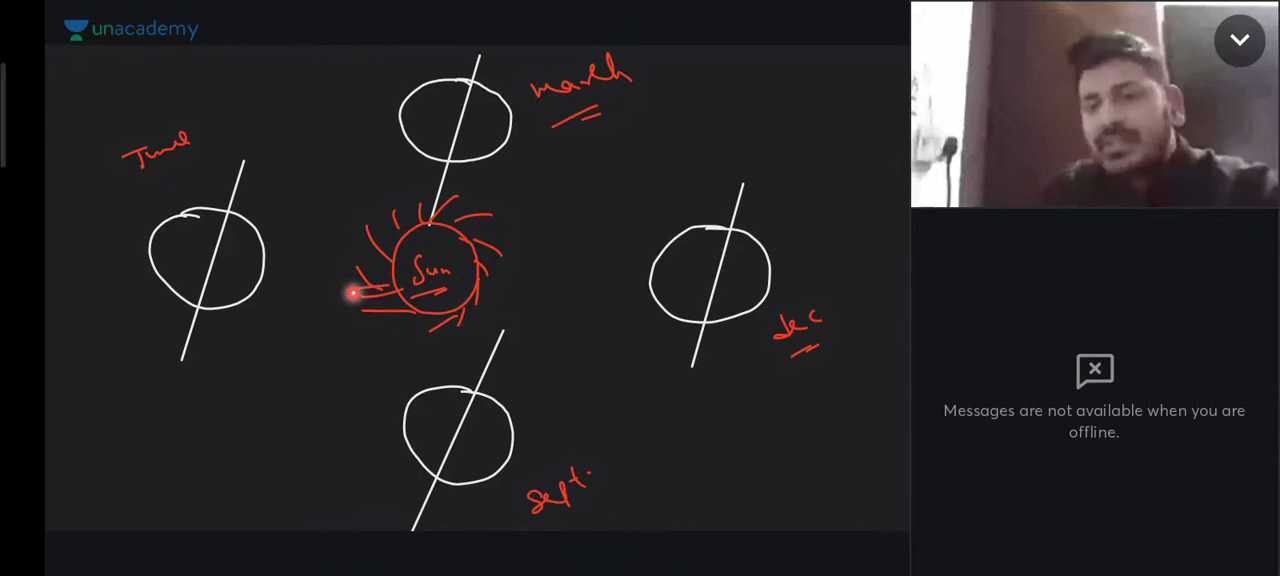 unacademy
March
June
Sun
Dec
Sept.
Messages are not available when you are
offline.